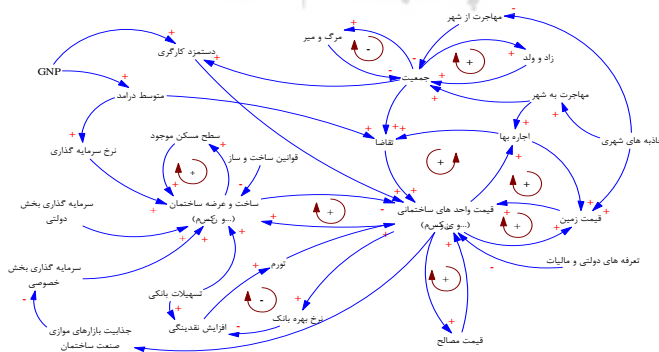 مهاجرت از شهر
مرگ و میر
دستمزد کارگری
زاد و ولد
GNP
جمعیت
متوسط درامد
مهاجرت به شهر
سطح مسکن موجود
تقاضا
اجاره بها
جاذبه های شهری
نرخ سرمایه گذاری
قوانین ساخت و ساز
سرمایه گذاری بخش
دولتی
ساخت و عرضه ساختمان
قیمت واحد های ساختمانی
قیمت زمین
تعرفه های دولتی و مالیات
سرمایه گذاری بخش
خصوصی
تورم
تسهیلات بانکی
افزایش نقدینگی
نرخ بهره بانک
جذابیت بازارهای موازی
صنعت ساختمان
قیمت مصالح